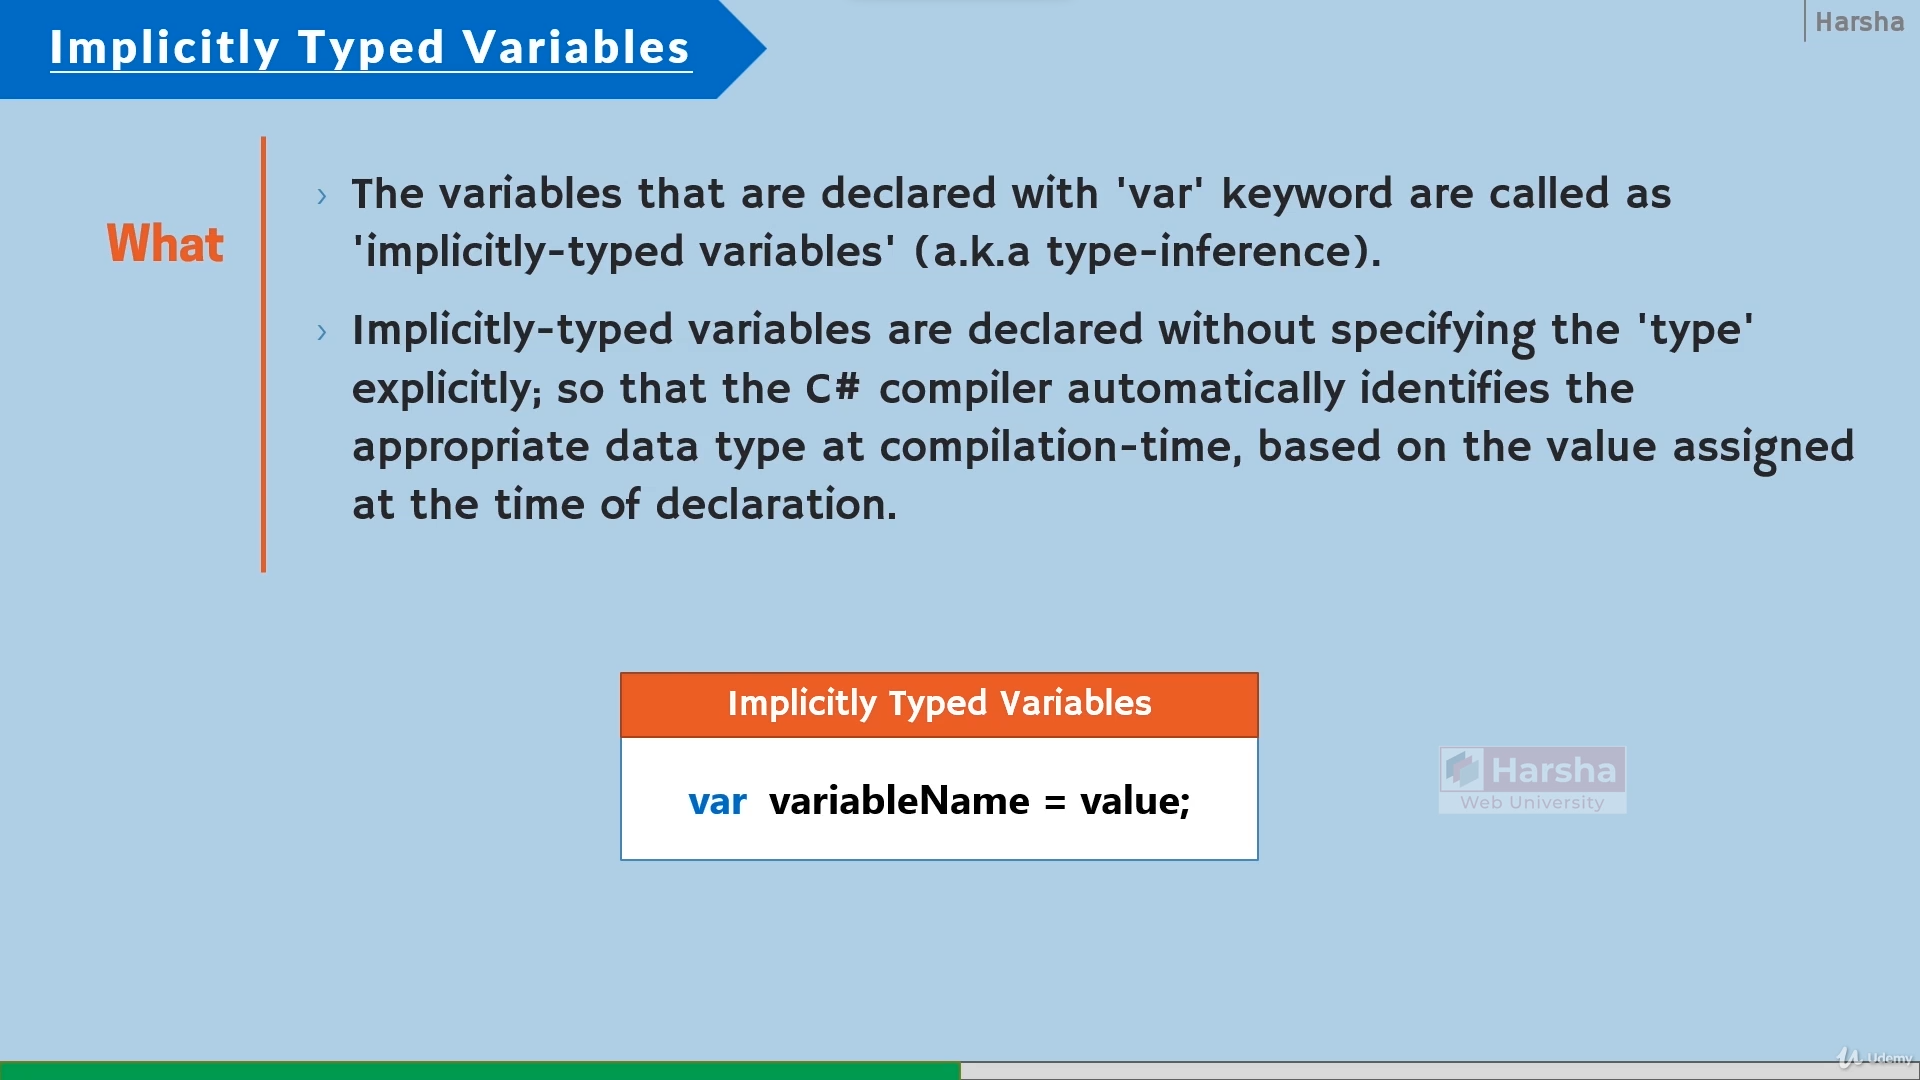 Implicitly Typed Variables
Harsha
What
› The variables that are declared with 'var' keyword are called as
'implicitly-typed variables' (a.k.a type-inference).
› Implicitly-typed variables are declared without specifying the 'type'
explicitly; so that the C# compiler automatically identifies the
appropriate data type at compilation-time, based on the value assigned
at the time of declaration.
Implicitly Typed Variables
var variableName = value;
Harsha
Web University
Udemy